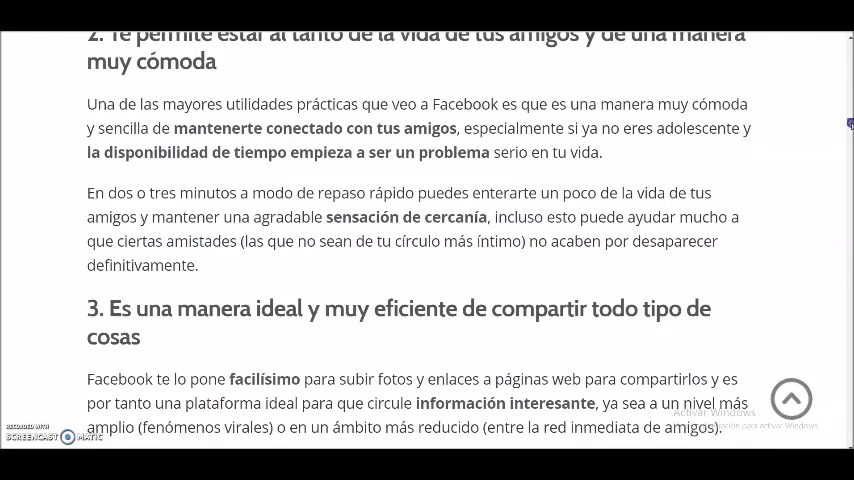 2. Te permite estar al tanto de la vida de tus amigos y de una manera
muy cómoda
Una de las mayores utilidades prácticas que veo a Facebook es que es una manera muy cómoda
y sencilla de mantenerte conectado con tus amigos, especialmente si ya no eres adolescente y
la disponibilidad de tiempo empieza a ser un problema serio en tu vida.
En dos o tres minutos a modo de repaso rápido puedes enterarte un poco de la vida de tus
amigos y mantener una agradable sensación de cercanía, incluso esto puede ayudar mucho a
que ciertas amistades (las que no sean de tu círculo más íntimo) no acaben por desaparecer
definitivamente.
3. Es una manera ideal y muy eficiente de compartir todo tipo de
cosas
Facebook te lo pone facilísimo para subir fotos y enlaces a páginas web para compartirlos y es
por tanto una plataforma ideal para que circule información interesante, ya sea a un nivel más
Activar Windows
amplio (fenómenos virales) o en un ámbito más reducido (entre la red inmediata de amigos).
para activar Windows.
RECORDED WITH
SCREENCAST MATIC